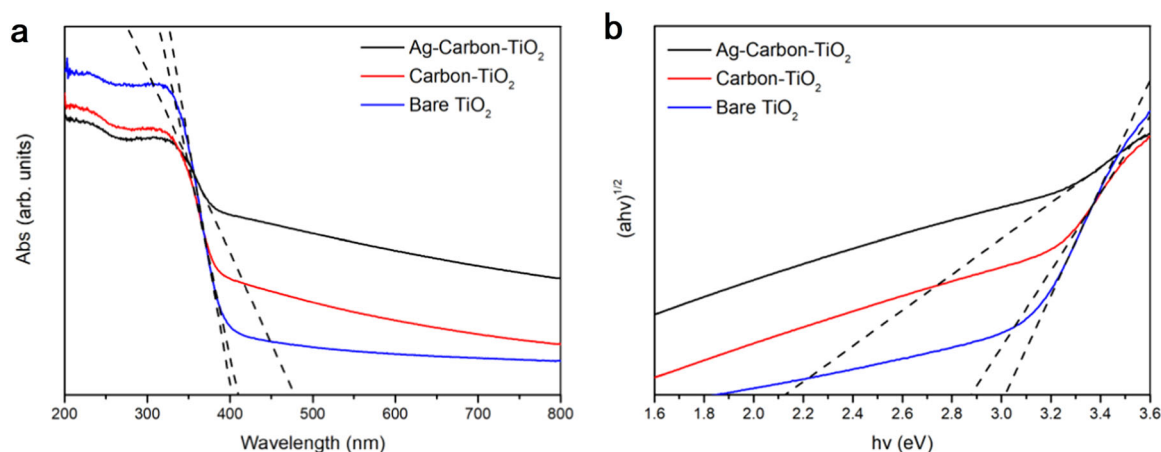 a
Ag-Carbon-TiO₂
Carbon-TiO₂
Bare TiO₂
Abs (arb. units)
200 300 400 500 600 700 800
Wavelength (nm)
b
Ag-Carbon-TiO₂
Carbon-TiO₂
Bare TiO₂
(ahv)¹ᐟ²
1.6 1.8 2.0 2.2 2.4 2.6 2.8 3.0 3.2 3.4 3.6
hv (eV)